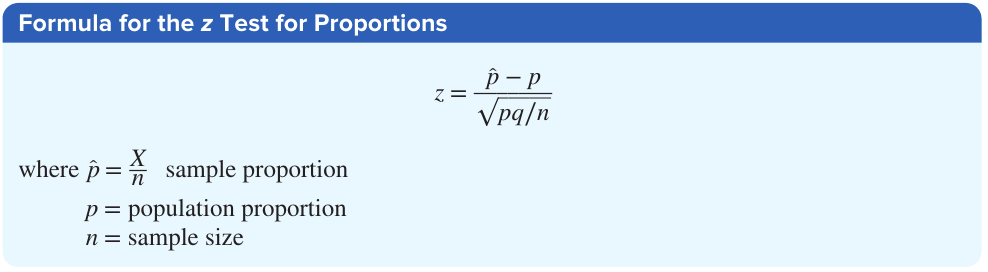 Formula for the z Test for Proportions
z = \frac{\hat{p} − p}{\sqrt{pq/n}}
where \hat{p} = \frac{X}{n} sample proportion
p = population proportion
n = sample size